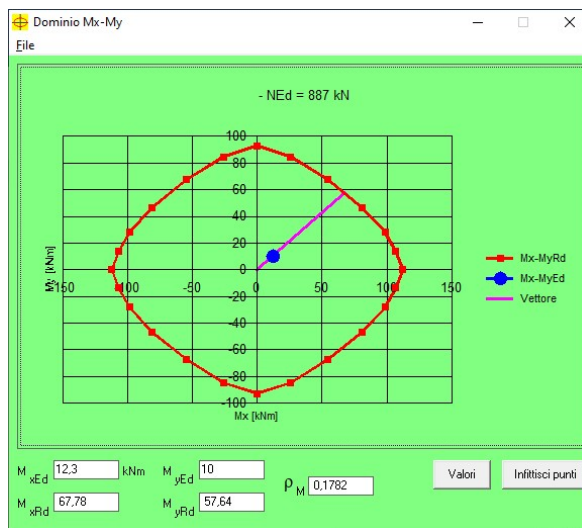 Dominio Mx-My
File
- NEd = 887 kN
100
80
60
40
20
0
-20
-40
-60
-80
-100
-150 -100 -50 0 50 100 150
My [kNm]
Mx [kNm]
Mx-MyRd
Mx-MyEd
Vettore
M xEd 12,3 kNm M yEd 10
M xRd 67,78 M yRd 57,64
ρ M 0,1782
Valori Infittisci punti